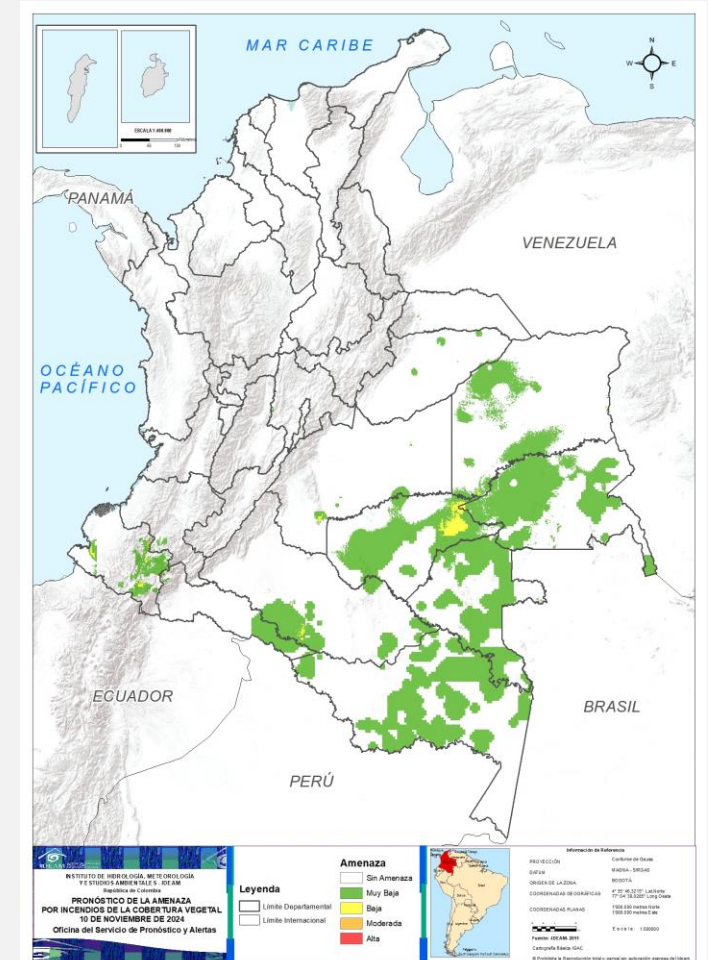 MAR CARIBE
N
W E
S
ESCALA 1:400.000
PANAMÁ
VENEZUELA
OCÉANO
PACÍFICO
ECUADOR
BRASIL
PERÚ
IDEAM
INSTITUTO DE HIDROLOGÍA, METEOROLOGÍA
Y ESTUDIOS AMBIENTALES - IDEAM
República de Colombia
PRONÓSTICO DE LA AMENAZA
POR INCENDIOS DE LA COBERTURA VEGETAL
10 DE NOVIEMBRE DE 2024
Oficina del Servicio de Pronóstico y Alertas
Leyenda
Límite Departamental
Límite Internacional
Amenaza
Sin Amenaza
Muy Baja
Baja
Moderada
Alta
Información de Referencia
PROYECCIÓN Conforme de Gauss
DATUM MAGNA - SIRGAS
ORIGEN DE LA ZONA BOGOTÁ
COORDENADAS GEOGRÁFICAS
COORDENADAS PLANAS
Fuente: IDEAM, 2011
Cartografía Básica: IGAC